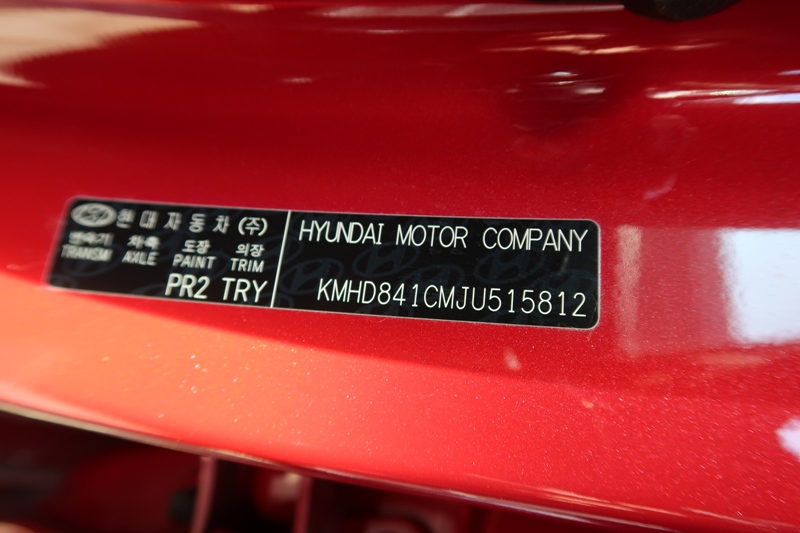 현대자동차(주)
변속기 차축 도장 의장
TRANSMI AXLE PAINT TRIM
PR2 TRY
HYUNDAI MOTOR COMPANY
KMHD841CMJU515812